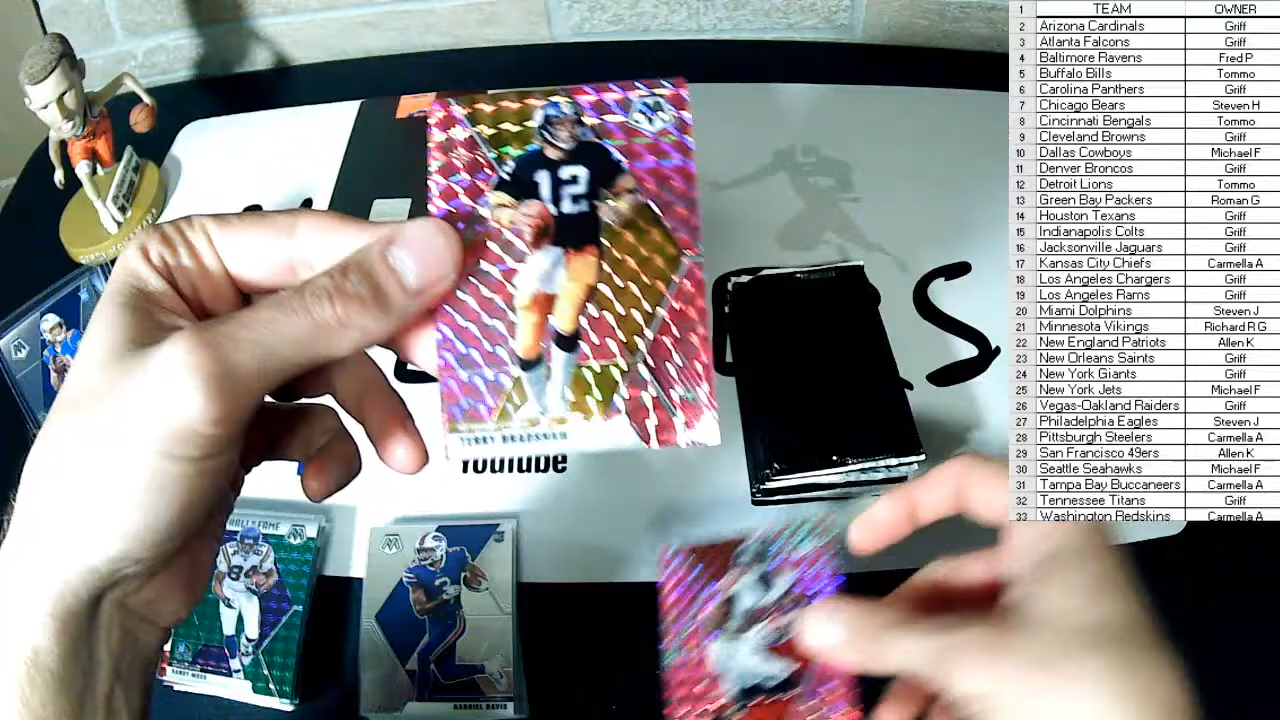 1 TEAM OWNER
2 Arizona Cardinals Griff
3 Atlanta Falcons Griff
4 Baltimore Ravens Fred P
5 Buffalo Bills Tommo
6 Carolina Panthers Griff
7 Chicago Bears Steven H
8 Cincinnati Bengals Tommo
9 Cleveland Browns Griff
10 Dallas Cowboys Michael F
11 Denver Broncos Griff
12 Detroit Lions Tommo
13 Green Bay Packers Roman G
14 Houston Texans Griff
15 Indianapolis Colts Griff
16 Jacksonville Jaguars Griff
17 Kansas City Chiefs Carmella A
18 Los Angeles Chargers Griff
19 Los Angeles Rams Griff
20 Miami Dolphins Steven J
21 Minnesota Vikings Richard R G
22 New England Patriots Allen K
23 New Orleans Saints Griff
24 New York Giants Griff
25 New York Jets Michael F
26 Vegas-Oakland Raiders Griff
27 Philadelphia Eagles Steven J
28 Pittsburgh Steelers Carmella A
29 San Francisco 49ers Allen K
30 Seattle Seahawks Michael F
31 Tampa Bay Buccaneers Carmella A
32 Tennessee Titans Griff
33 Washington Redskins Carmella A
12
TERRY BRADSHAW
YouTube
S
HALL OF FAME
84
RANDY MOSS
3
GABRIEL DAVIS